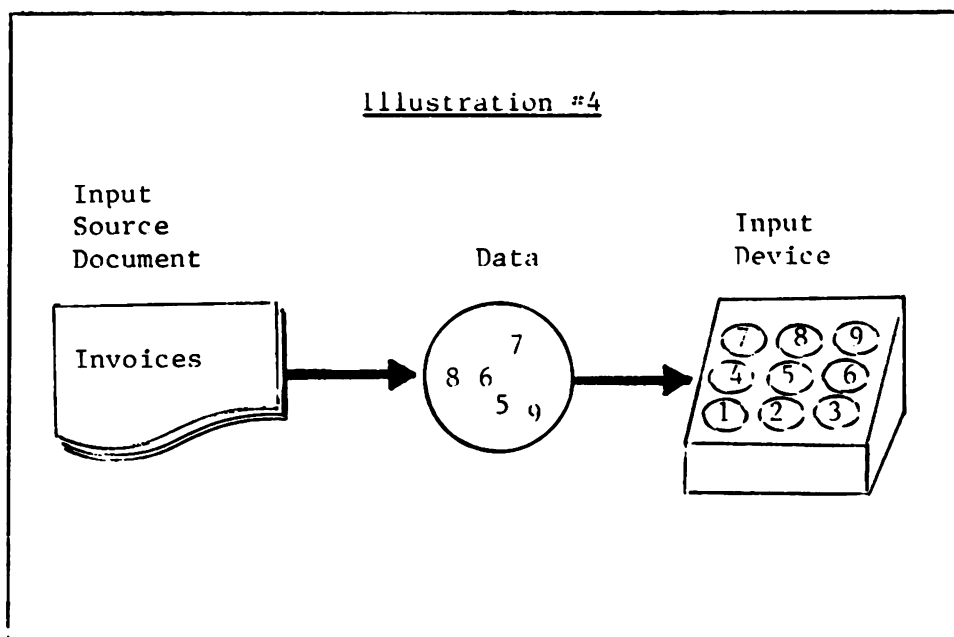 Illustration #4
Input
Source
Document
Data
Input
Device
Invoices
7
8 6
5 9
7 8 9
4 5 6
1 2 3